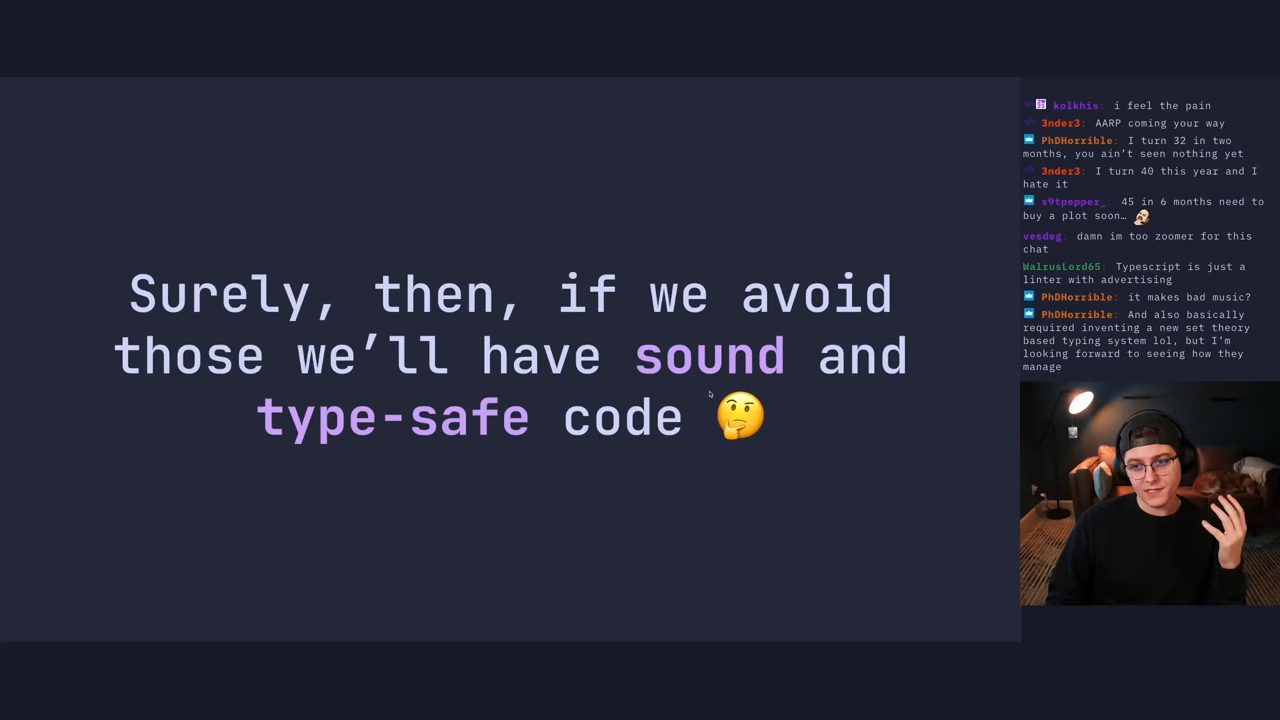 Surely, then, if we avoid
those we’ll have sound and
type-safe code 🤔
kolkhis: i feel the pain
3nder3: AARP coming your way
PhDHorrible: I turn 32 in two
months, you ain’t seen nothing yet
3nder3: I turn 40 this year and I
hate it
s9tpepper_: 45 in 6 months need to
buy a plot soon…
vesdeg: damn im too zoomer for this
chat
WalrusLord65: Typescript is just a
linter with advertising
PhDHorrible: it makes bad music?
PhDHorrible: And also basically
required inventing a new set theory
based typing system lol, but I’m
looking forward to seeing how they
manage